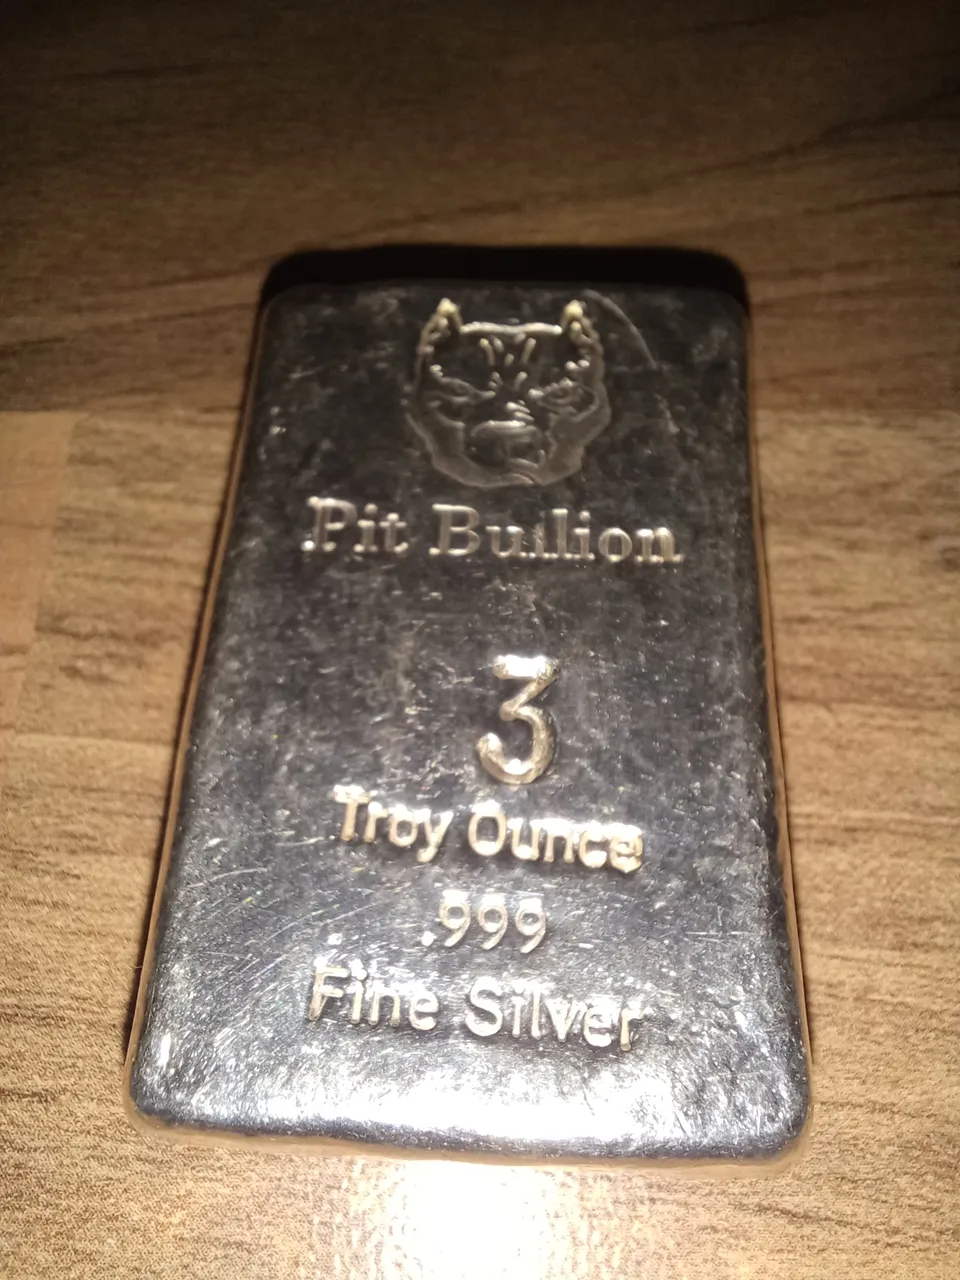 Pit Bullion
3
Troy Ounce
.999
Fine Silver